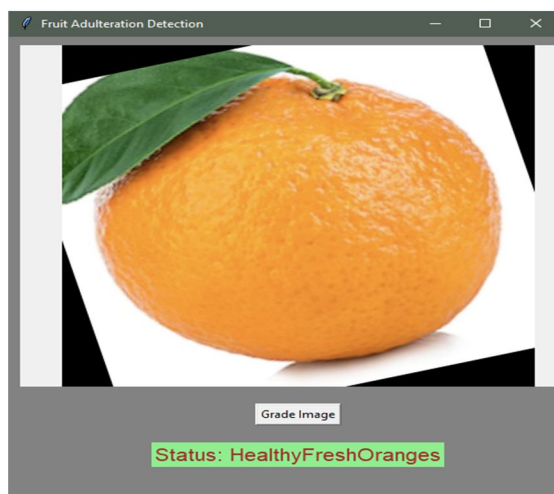 Fruit Adulteration Detection
Grade Image
Status: HealthyFreshOranges